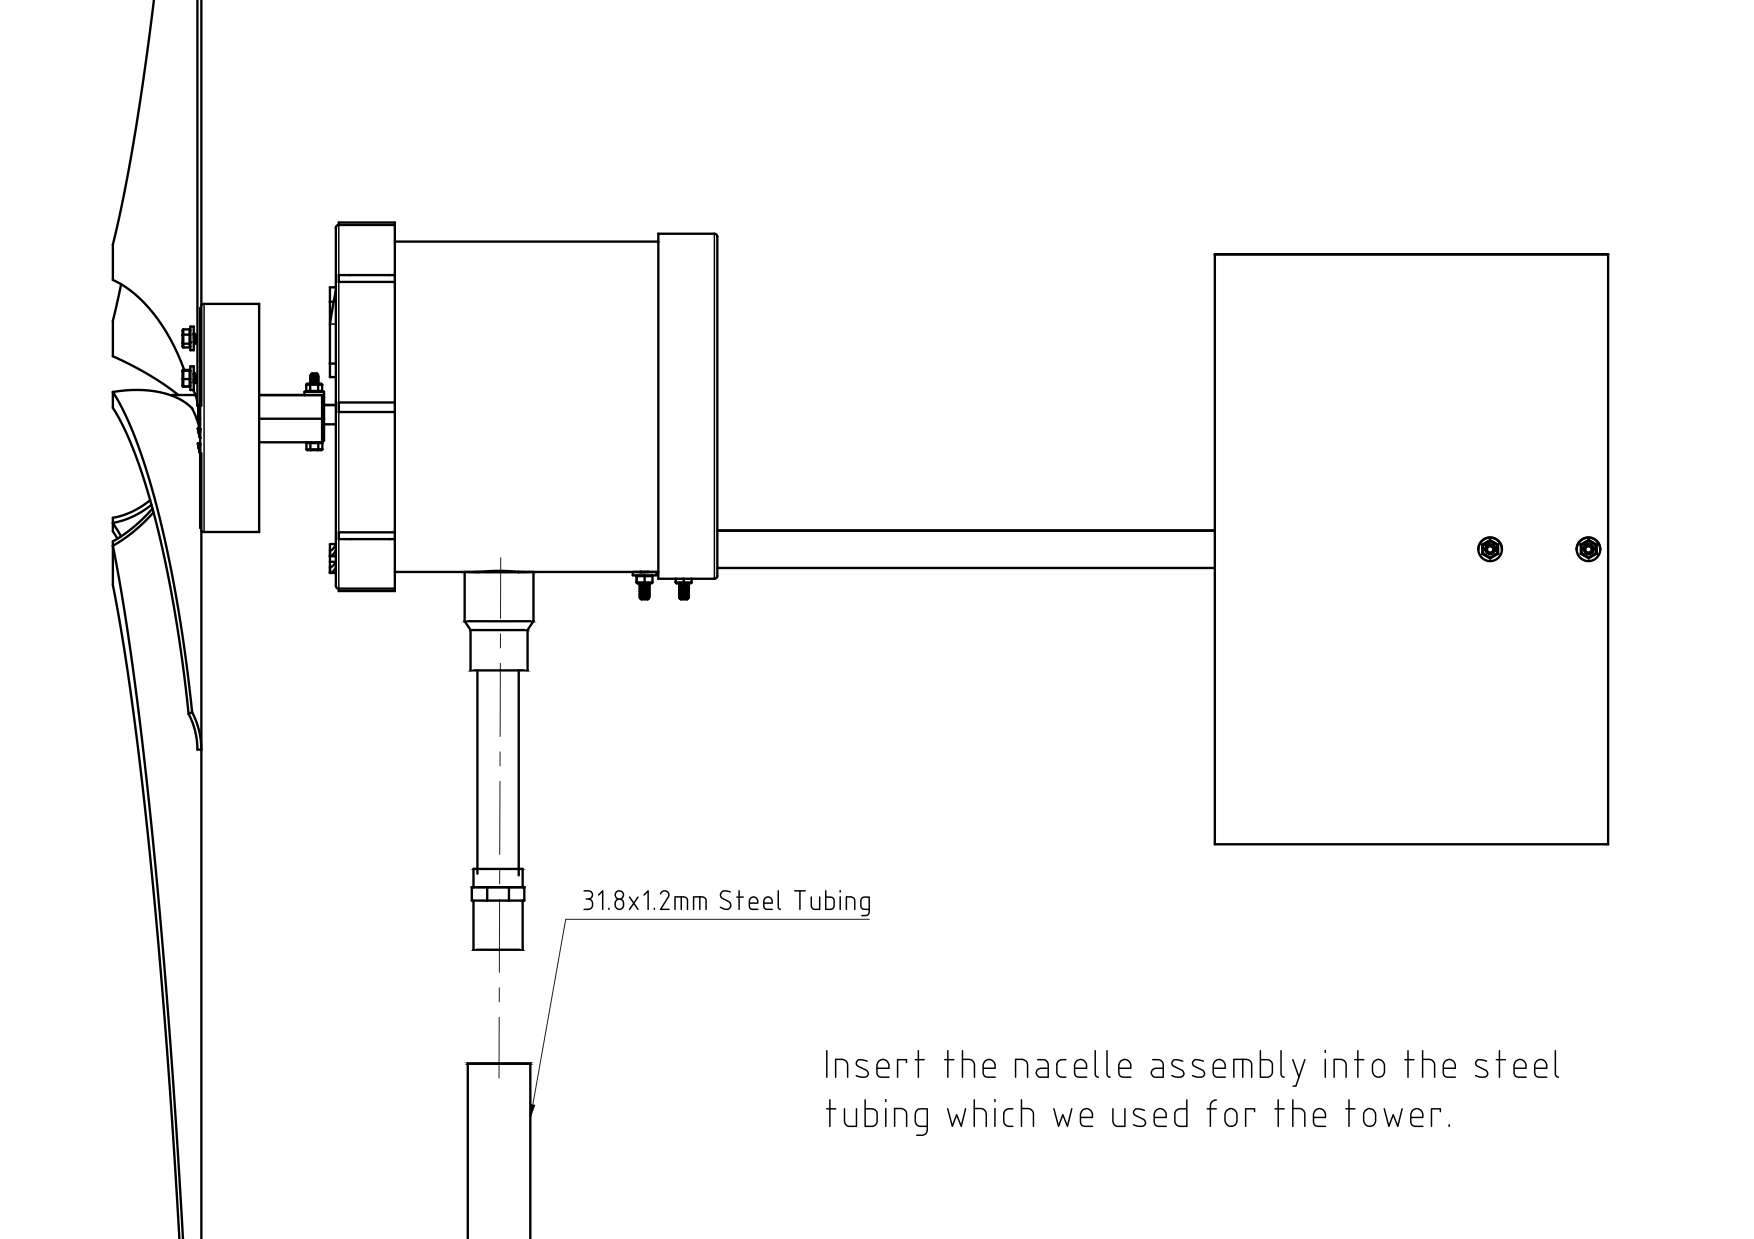 31.8x1.2mm Steel Tubing
Insert the nacelle assembly into the steel
tubing which we used for the tower.